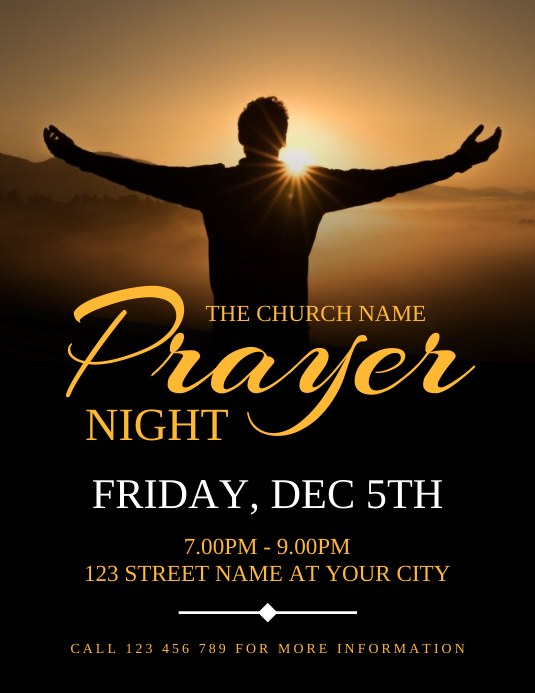 THE CHURCH NAME
Prayer
NIGHT
FRIDAY, DEC 5TH
7.00PM - 9.00PM
123 STREET NAME AT YOUR CITY
CALL 123 456 789 FOR MORE INFORMATION